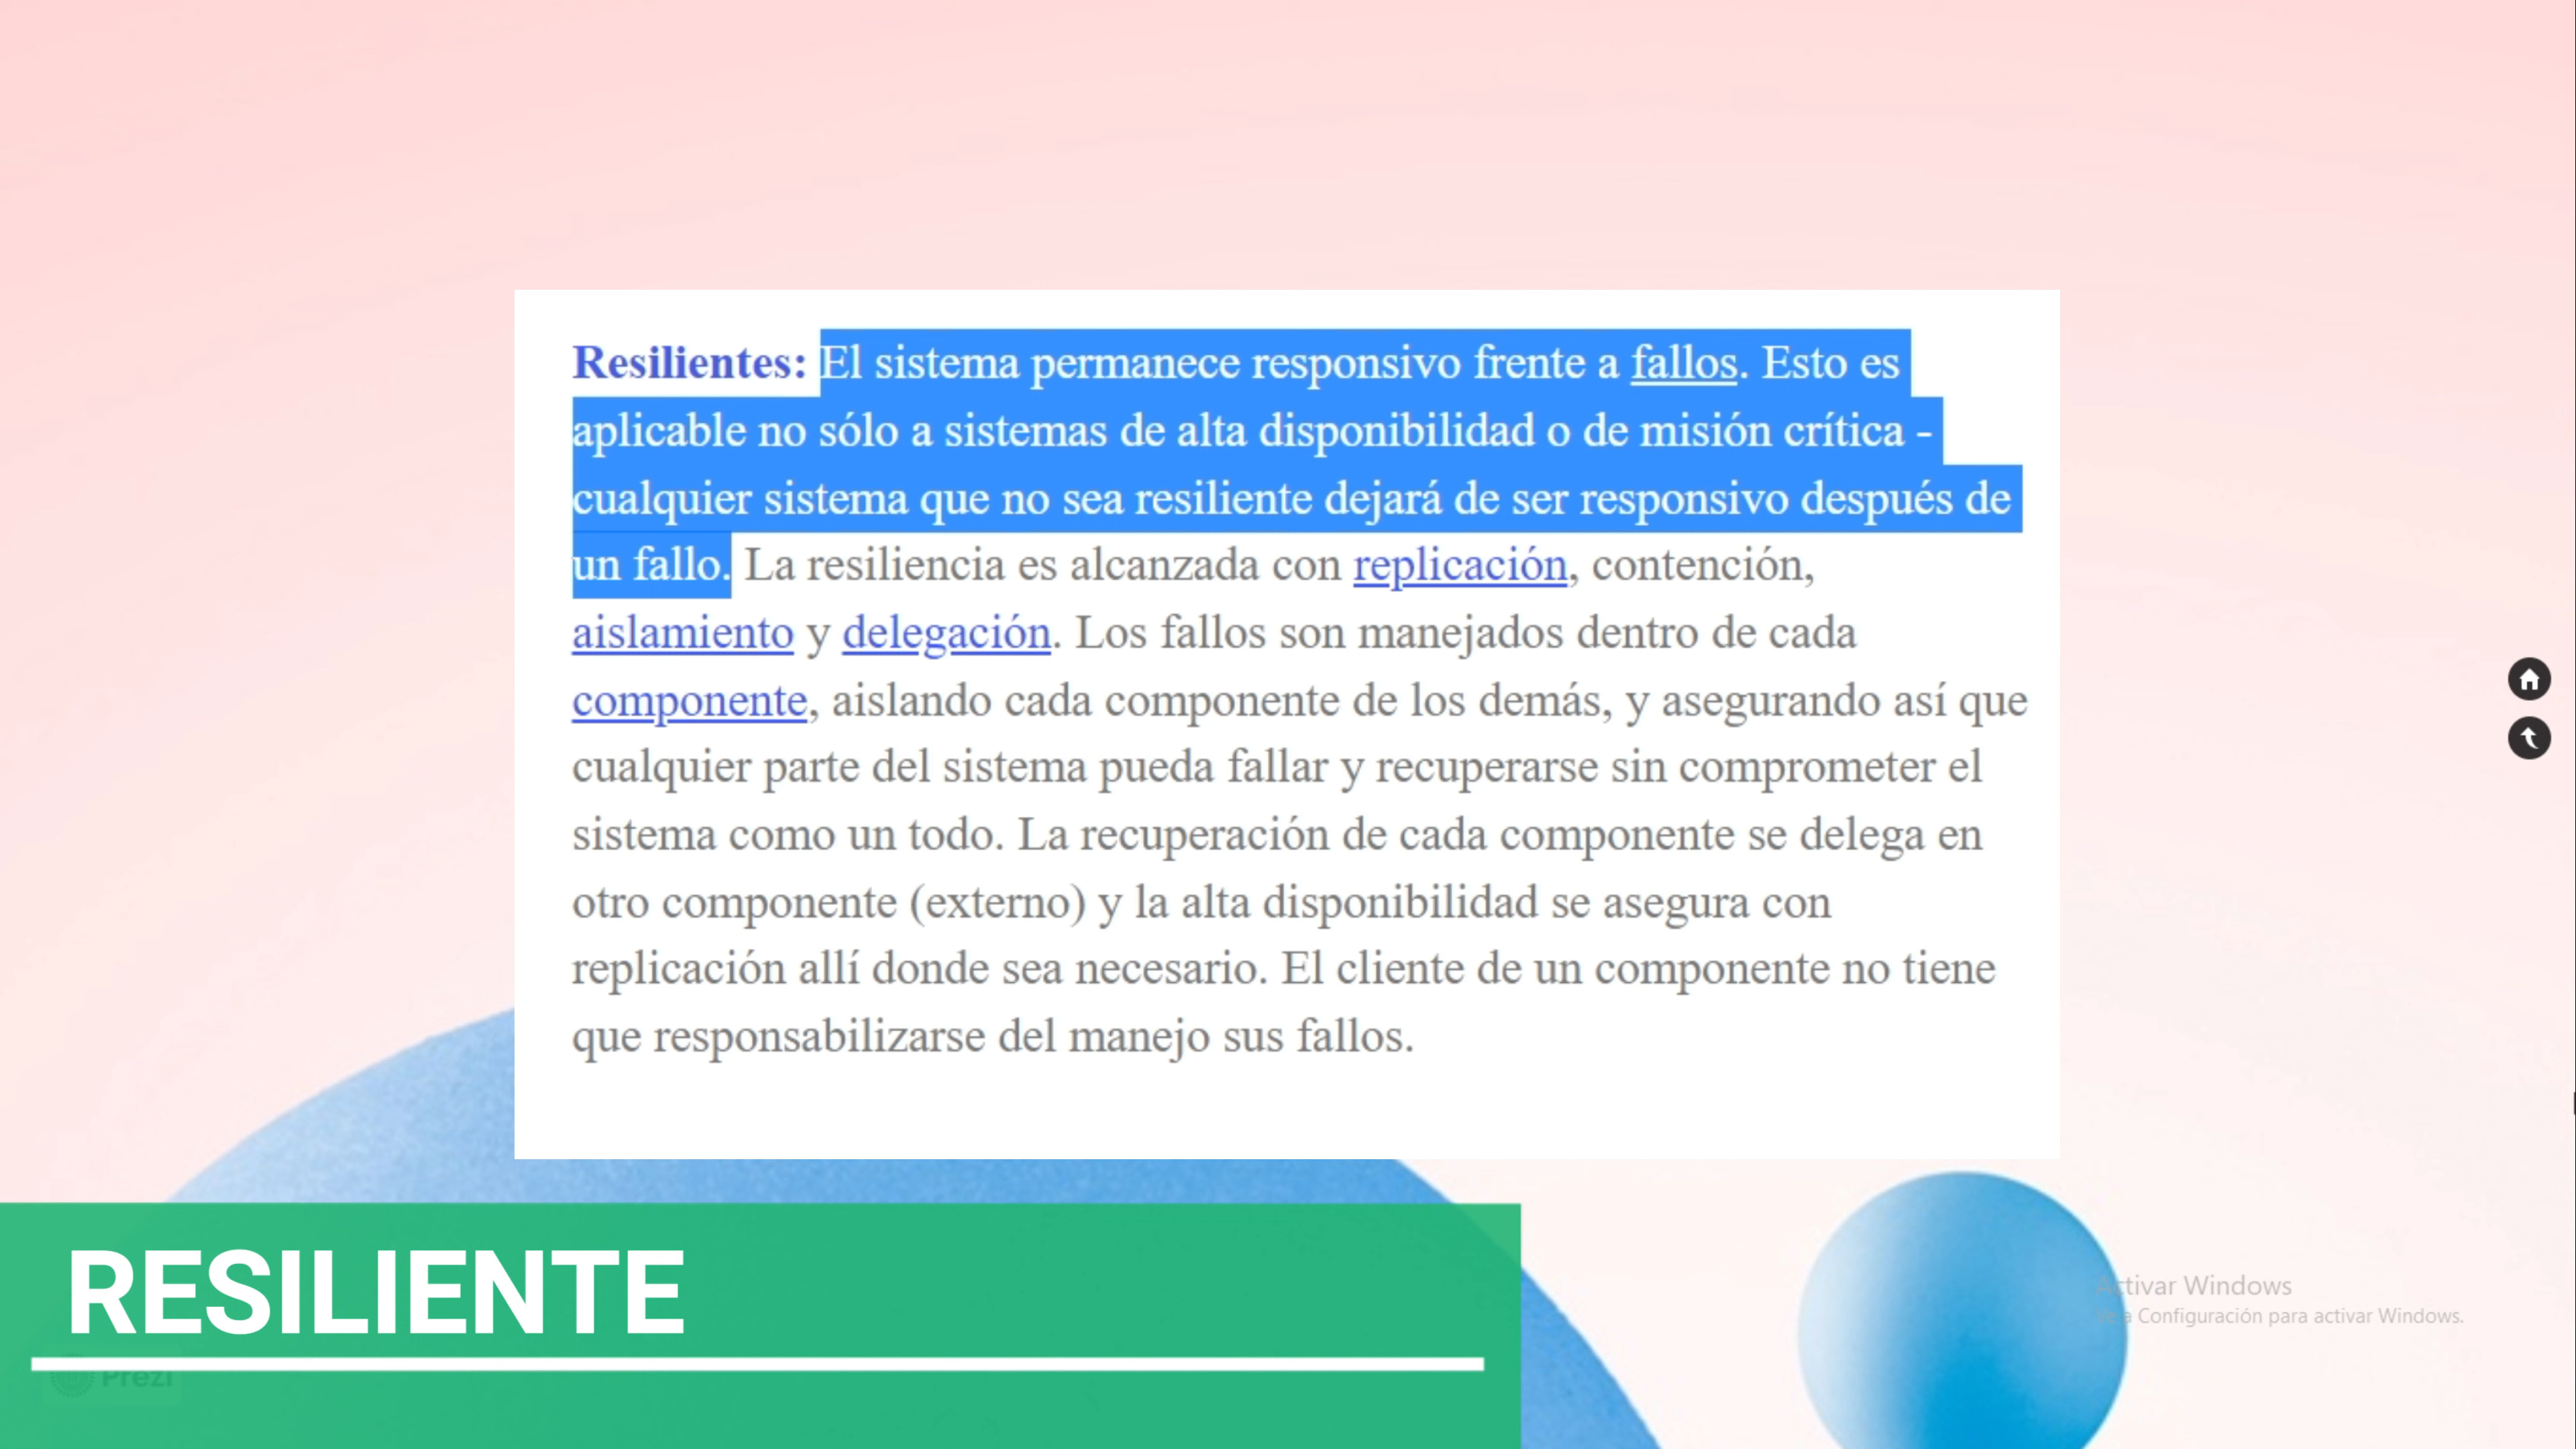 Resilientes: El sistema permanece responsivo frente a fallos. Esto es
aplicable no sólo a sistemas de alta disponibilidad o de misión crítica -
cualquier sistema que no sea resiliente dejará de ser responsivo después de
un fallo. La resiliencia es alcanzada con replicación, contención,
aislamiento y delegación. Los fallos son manejados dentro de cada
componente, aislando cada componente de los demás, y asegurando así que
cualquier parte del sistema pueda fallar y recuperarse sin comprometer el
sistema como un todo. La recuperación de cada componente se delega en
otro componente (externo) y la alta disponibilidad se asegura con
replicación allí donde sea necesario. El cliente de un componente no tiene
que responsabilizarse del manejo sus fallos.
RESILIENTE
Prezi
Activar Windows
a Configuración para activar Windows.